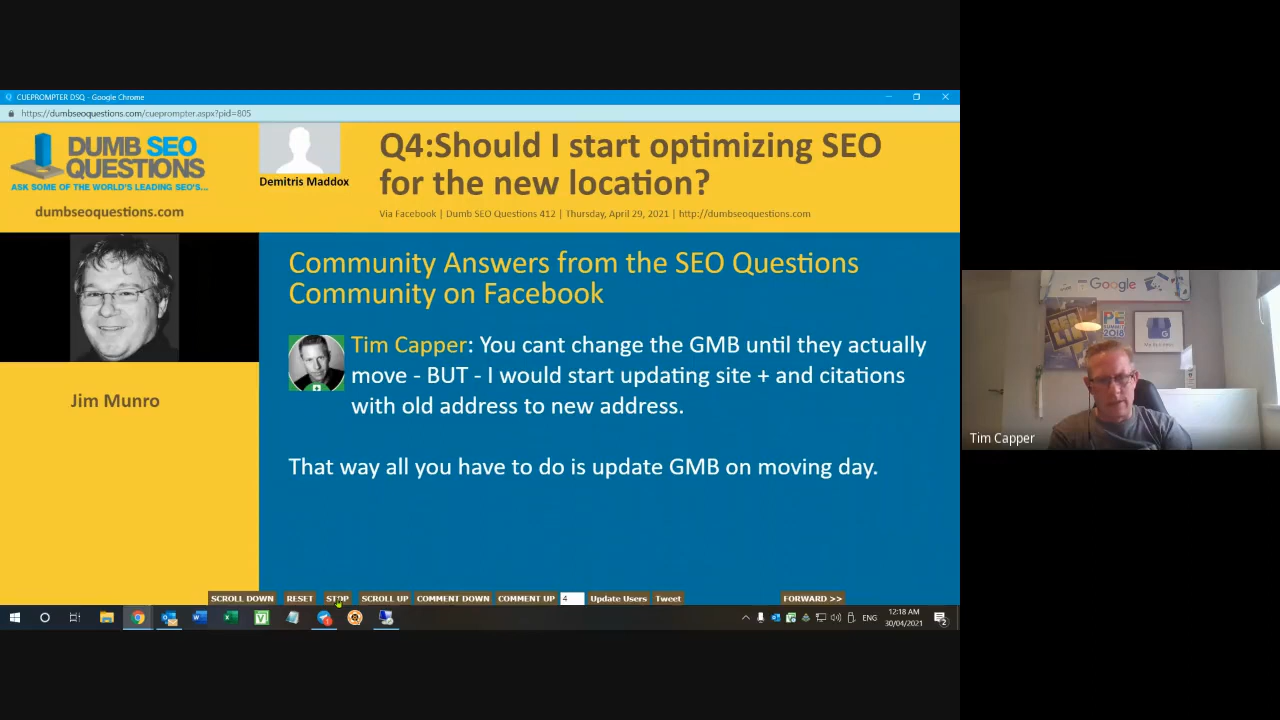 CUEPROMPTER DSQ - Google Chrome
https://dumbseoquestions.com/cueprompter.aspx?pid=805
DUMB SEO
QUESTIONS
ASK SOME OF THE WORLD'S LEADING SEO'S...
dumbseoquestions.com
Demitris Maddox
Q4:Should I start optimizing SEO
for the new location?
Via Facebook | Dumb SEO Questions 412 | Thursday, April 29, 2021 | http://dumbseoquestions.com
Jim Munro
Community Answers from the SEO Questions
Community on Facebook
Tim Capper: You cant change the GMB until they actually
move - BUT - I would start updating site + and citations
with old address to new address.
That way all you have to do is update GMB on moving day.
SCROLL DOWN RESET STOP SCROLL UP COMMENT DOWN COMMENT UP 4 Update Users Tweet FORWARD >>
ENG
12:18 AM
30/04/2021
2
Google
PE
SUMMIT
2018
Tim Capper